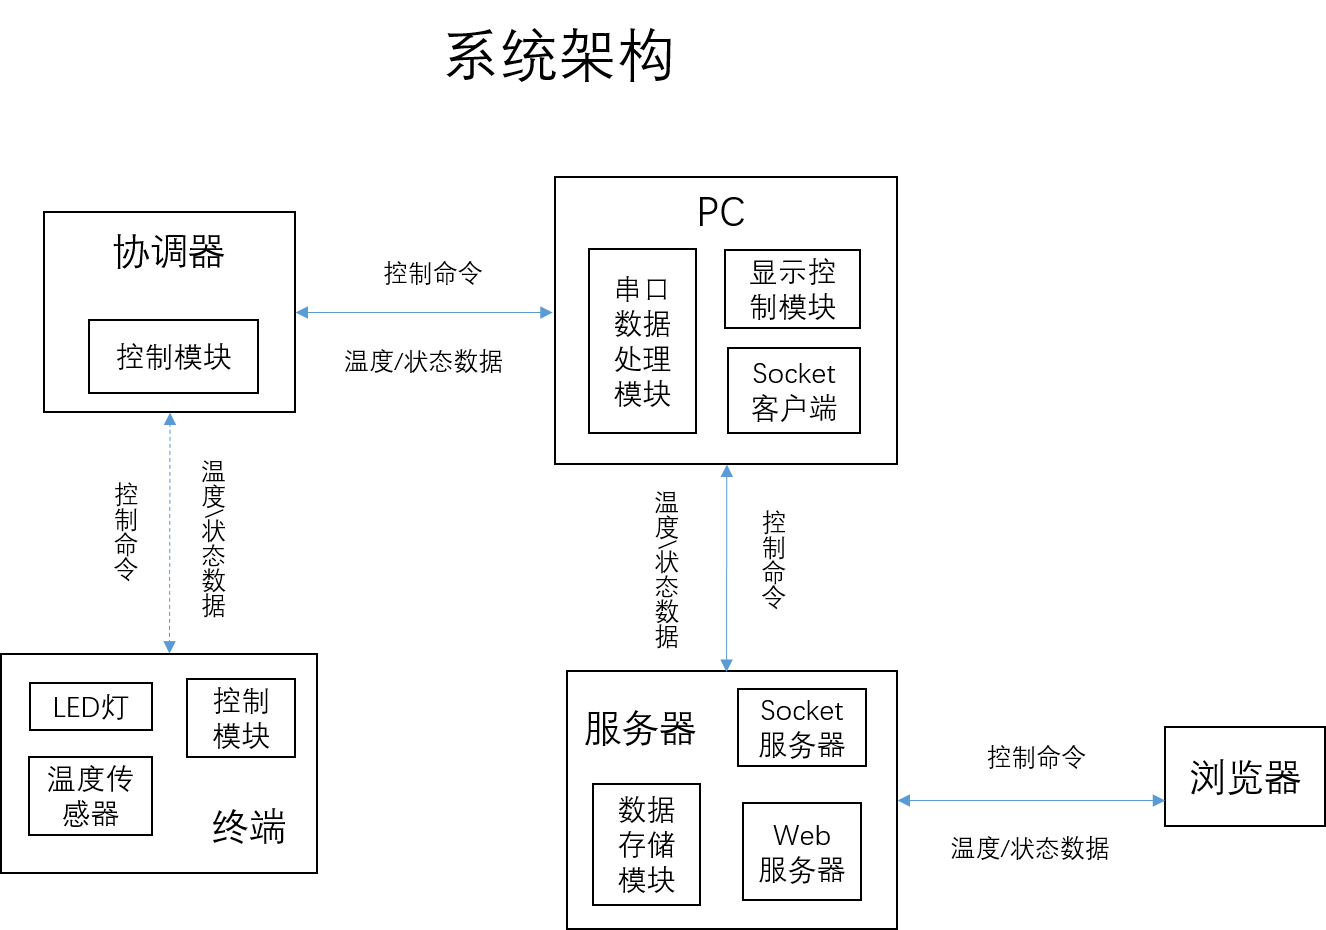 系统架构
协调器
控制模块
控制命令
温度/状态数据
PC
串口
数据
处理
模块
显示控
制模块
Socket
客户端
控制命令
温度/状态数据
温度/状态数据
控制命令
LED灯
控制
模块
温度传
感器
终端
服务器
Socket
服务器
数据
存储
模块
Web
服务器
控制命令
温度/状态数据
浏览器